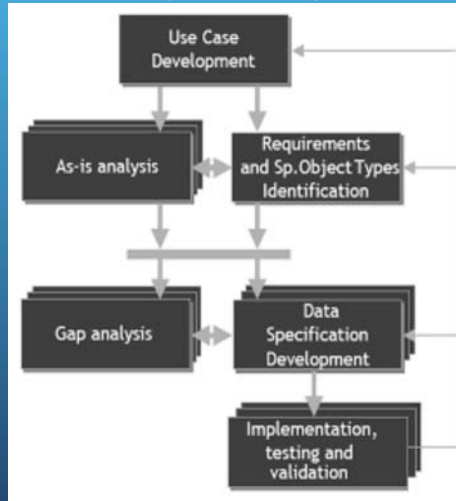 Use Case
Development
As-is analysis
Requirements
and Sp.Object Types
Identification
Gap analysis
Data
Specification
Development
Implementation,
testing and
validation